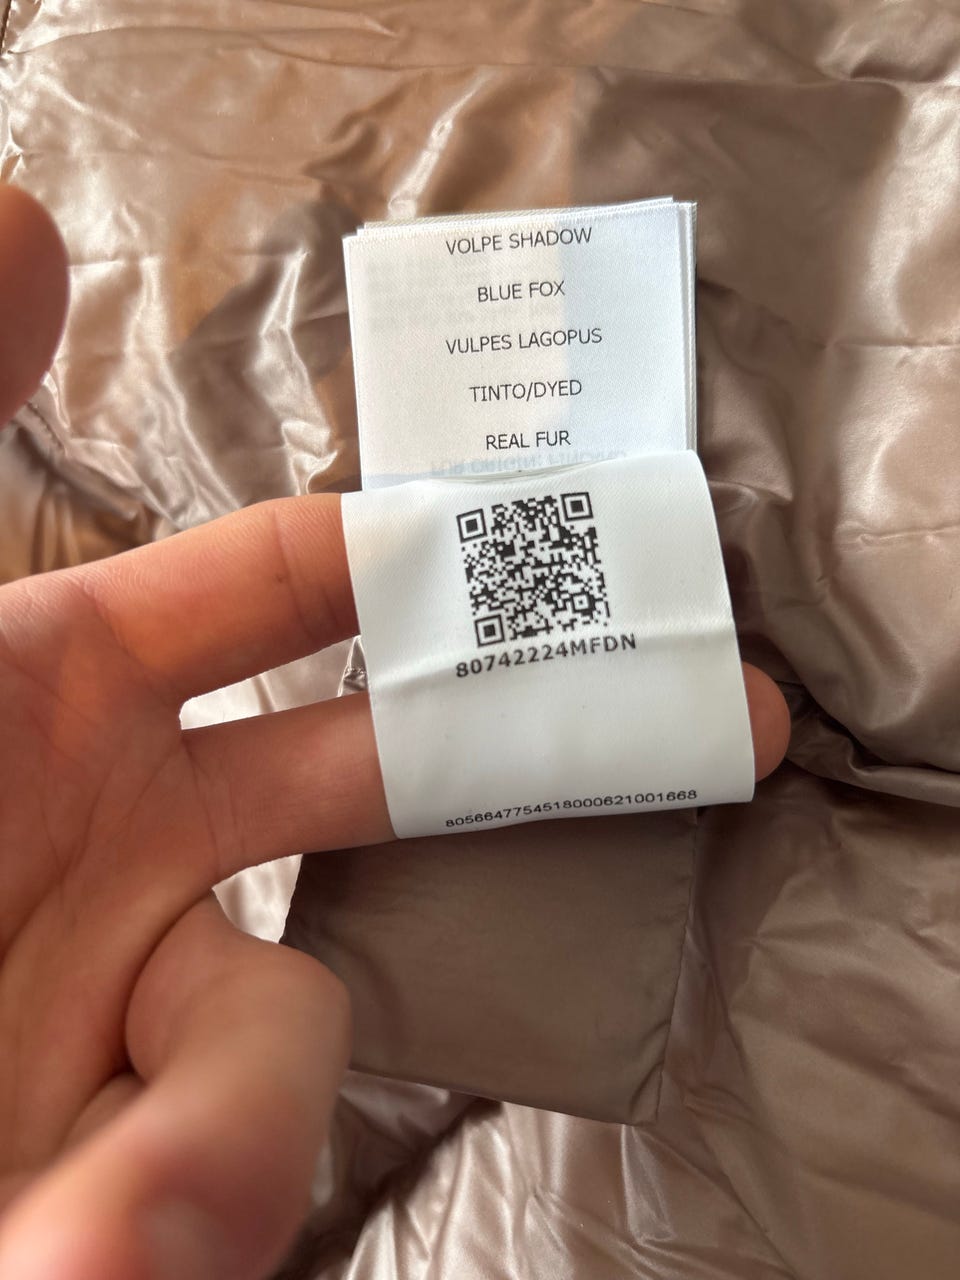 VOLPE SHADOW
BLUE FOX
VULPES LAGOPUS
TINTO/DYED
REAL FUR
80742224MFDN
8056647754518000621001668